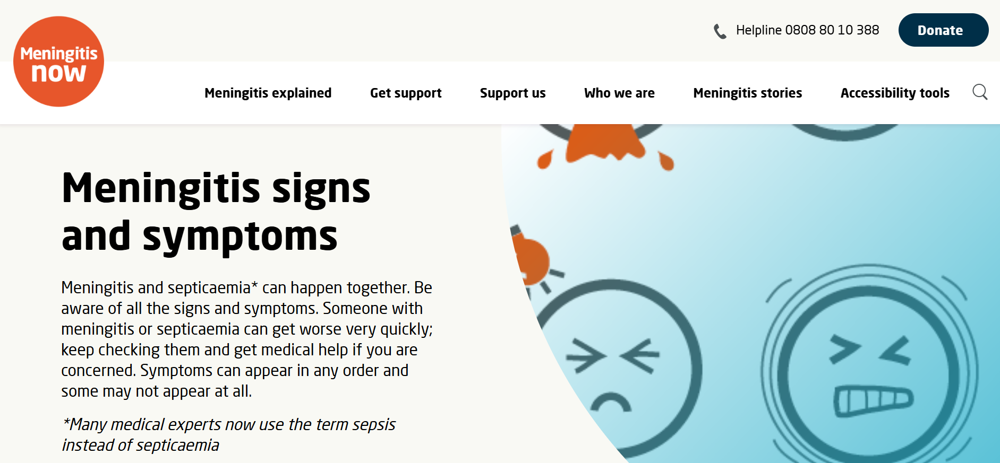 Meningitis
now
Helpline 0808 80 10 388
Donate
Meningitis explained
Get support
Support us
Who we are
Meningitis stories
Accessibility tools
Meningitis signs
and symptoms
Meningitis and septicaemia* can happen together. Be
aware of all the signs and symptoms. Someone with
meningitis or septicaemia can get worse very quickly;
keep checking them and get medical help if you are
concerned. Symptoms can appear in any order and
some may not appear at all.
*Many medical experts now use the term sepsis
instead of septicaemia